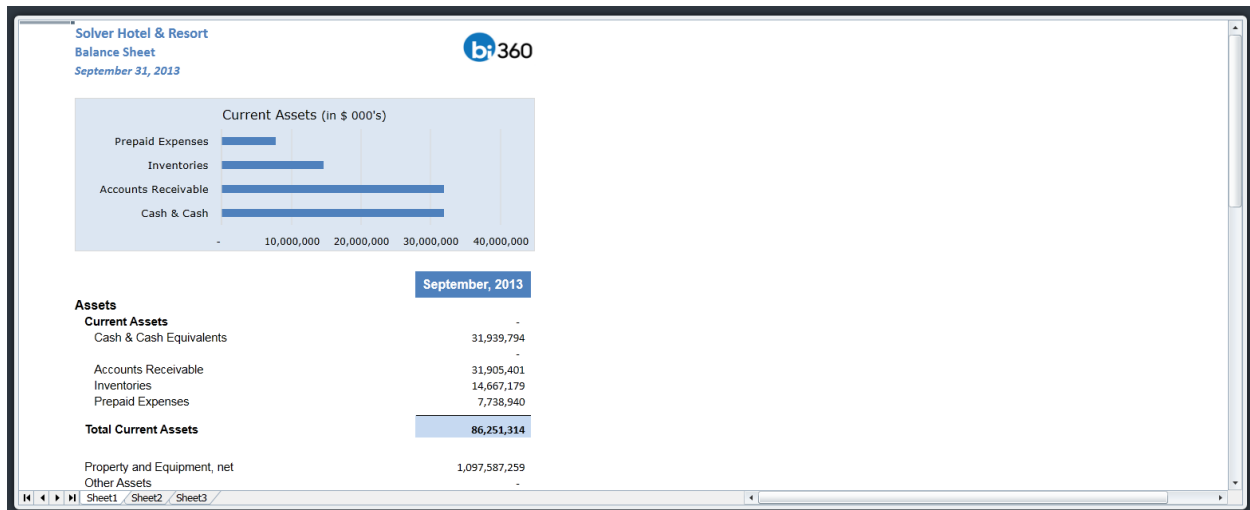 Solver Hotel & Resort
Balance Sheet
September 31, 2013
bi360
Current Assets (in $ 000's)
Prepaid Expenses
Inventories
Accounts Receivable
Cash & Cash
- 10,000,000 20,000,000 30,000,000 40,000,000
September, 2013
Assets
Current Assets -
Cash & Cash Equivalents 31,939,794
-
Accounts Receivable 31,905,401
Inventories 14,667,179
Prepaid Expenses 7,738,940
Total Current Assets 86,251,314
Property and Equipment, net 1,097,587,259
Other Assets -
Sheet1 Sheet2 Sheet3